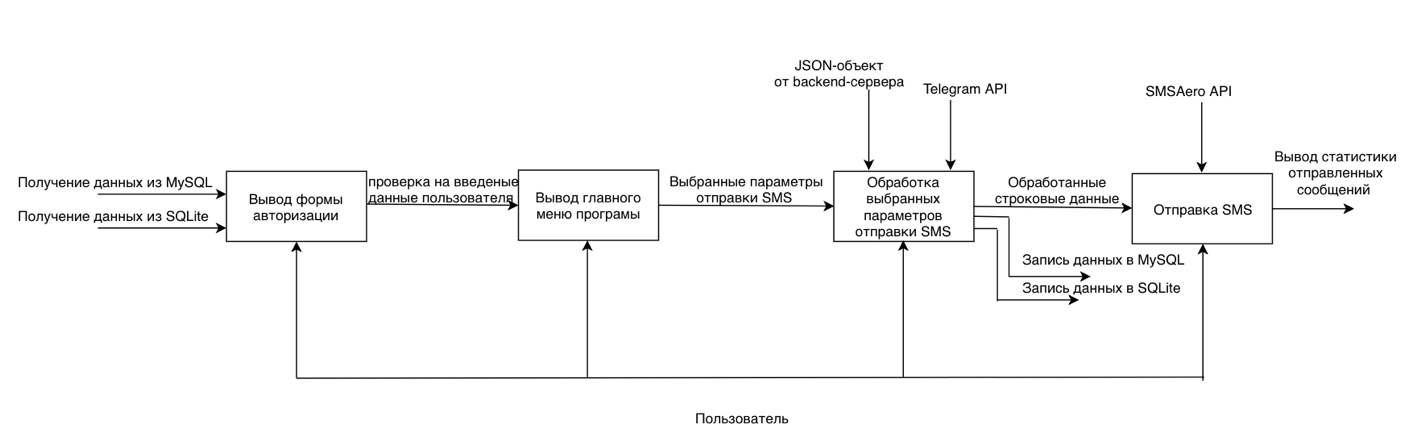 JSON-объект
от backend-сервера
Telegram API
SMSAero API
Получение данных из MySQL
Получение данных из SQLite
Вывод формы
авторизации
проверка на введеные
данные пользователя
Вывод главного
меню програмы
Выбранные параметры
отправки SMS
Обработка
выбранных
параметров
отправки SMS
Обработанные
строковые данные
Запись данных в MySQL
Запись данных в SQLite
Отправка SMS
Вывод статистики
отправленных
сообщений
Пользователь